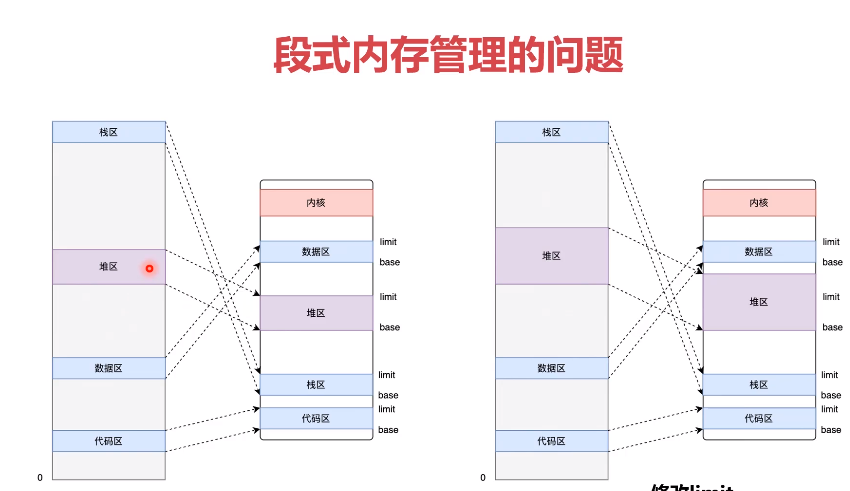 段式内存管理的问题
栈区
堆区
数据区
代码区
0
内核
数据区
limit
base
堆区
limit
base
栈区
limit
base
代码区
limit
base
栈区
堆区
数据区
代码区
0
内核
数据区
limit
base
堆区
limit
base
栈区
limit
base
代码区
limit
base
修改limit